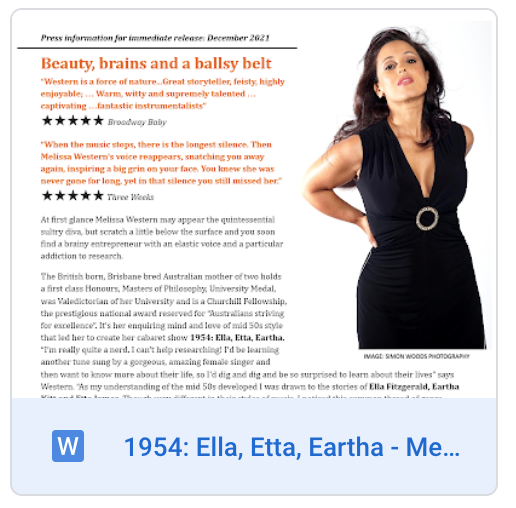 Press information for immediate release: December 2021
Beauty, brains and a ballsy belt
"Western is a force of nature...Great storyteller, feisty, highly
enjoyable; ... Warm, witty and supremely talented ...
captivating ...fantastic instrumentalists"
★★★★★ Broadway Baby
"When the music stops, there is the longest silence. Then
Melissa Western's voice reappears, snatching you away
again, inspiring a big grin on your face. You knew she was
never gone for long, yet in that silence you still missed her."
★★★★★ Three Weeks
At first glance Melissa Western may appear the quintessential
sultry diva, but scratch a little below the surface and you soon
find a brainy entrepreneur with an elastic voice and a particular
addiction to research.
The British born, Brisbane bred Australian mother of two holds
a first class Honours, Masters of Philosophy, University Medal,
was Valedictorian of her University and is a Churchill Fellowship,
the prestigious national award reserved for "Australians striving
for excellence". It's her enquiring mind and love of mid 50s style
that led her to create her cabaret show 1954: Ella, Etta, Eartha.
"I'm really quite a nerd, I can't help researching! I'd be learning
another tune sung by a gorgeous, amazing female singer and
then want to know more about their life, so I'd dig and dig and be so surprised to learn about their lives" says
Western. "As my understanding of the mid 50s developed I was drawn to the stories of Ella Fitzgerald, Eartha
IMAGE: SIMON WOODS PHOTOGRAPHY
W
1954: Ella, Etta, Eartha - Me...